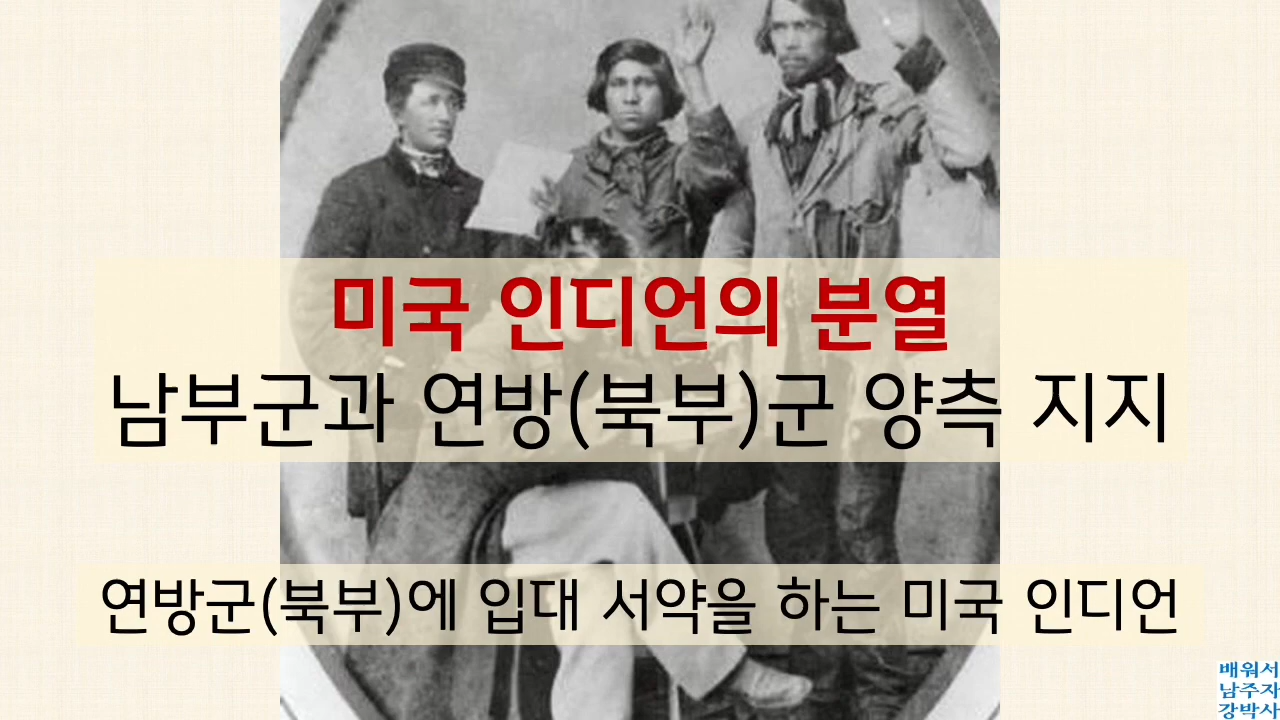 미국 인디언의 분열
남부군과 연방(북부)군 양측 지지
연방군(북부)에 입대 서약을 하는 미국 인디언
배워서
남주자
강박사